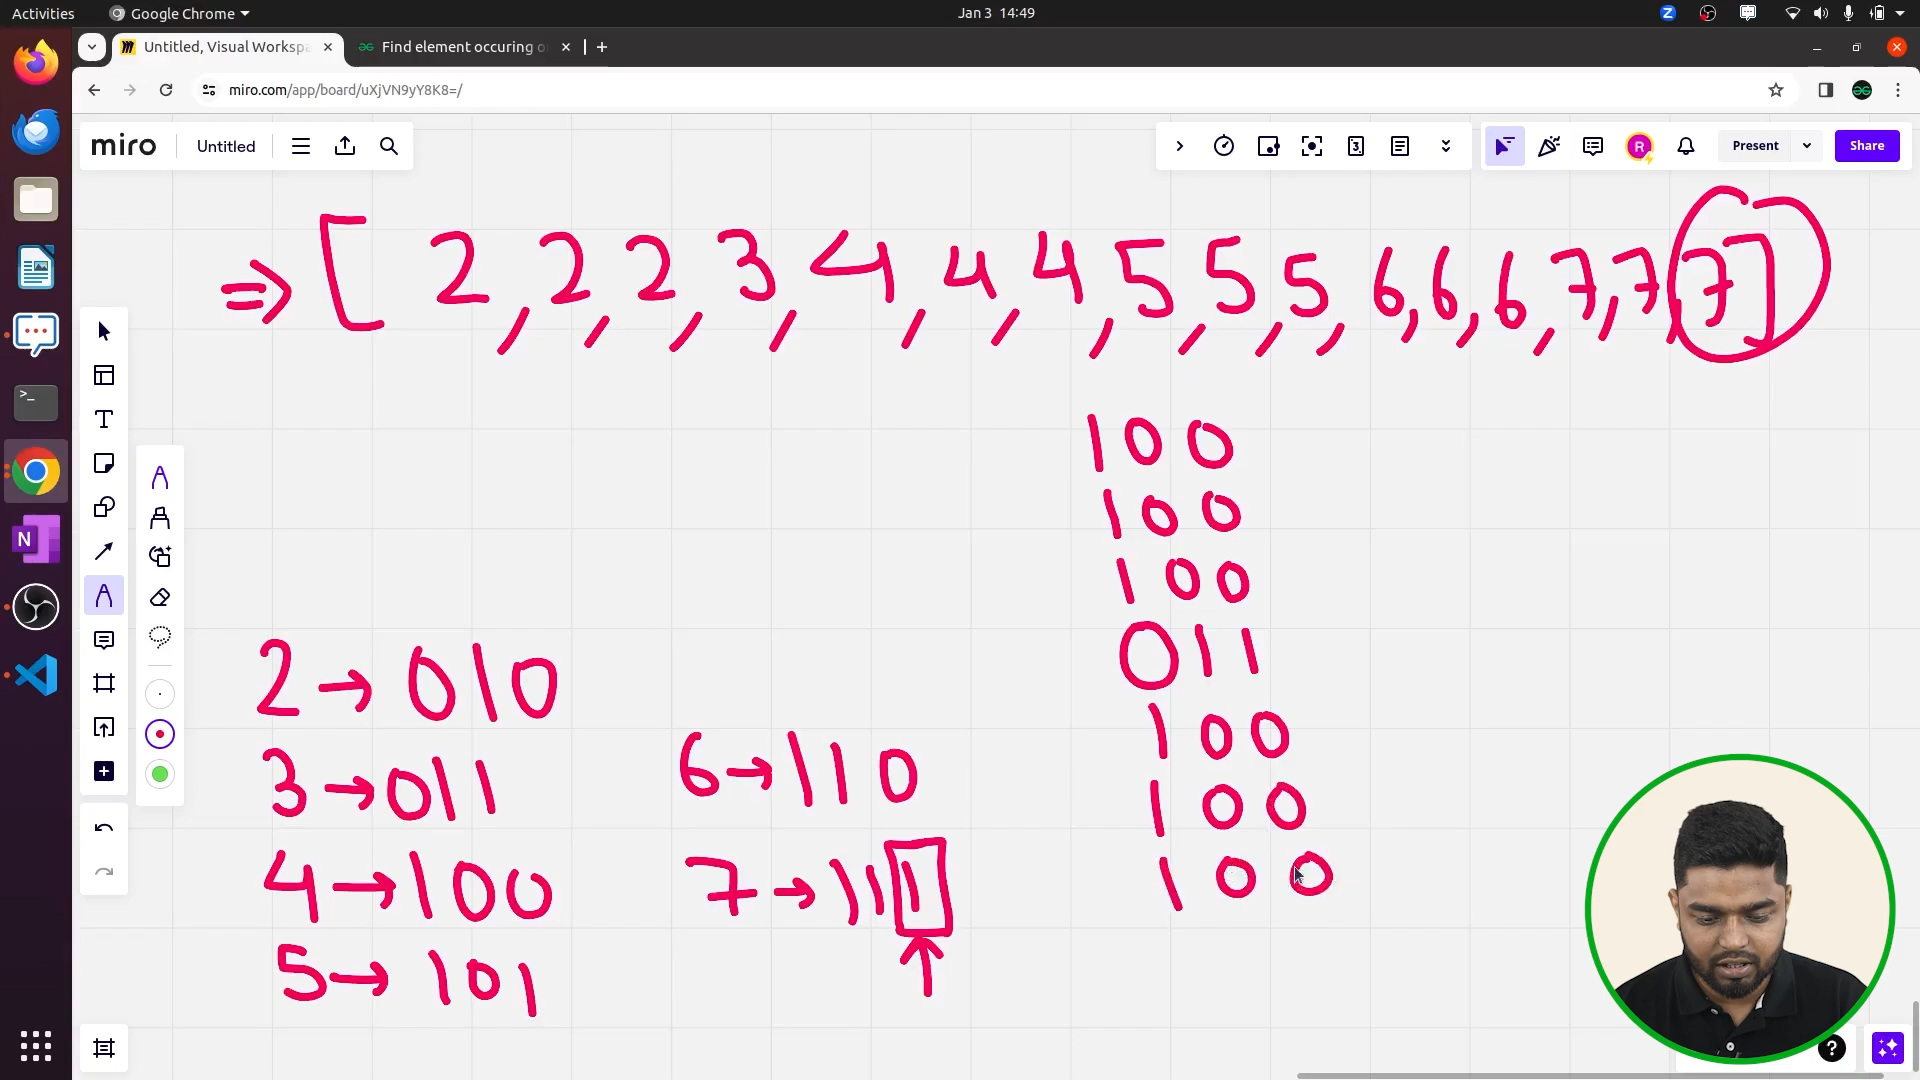 Activities
Google Chrome
Jan 3 14:49
Z
Untitled, Visual Workspa
Find element occuring o
miro.com/app/board/uXjVN9yY8K8=/
miro
Untitled
3
R
Present
Share
=> [ 2, 2, 2, 3, 4, 4, 4, 5, 5, 5, 6, 6, 6, 7, 7, 7]
T
N
>_
100
100
100
011
100
100
100
2→010
3→011
4→100
5→101
6→110
7→111
?